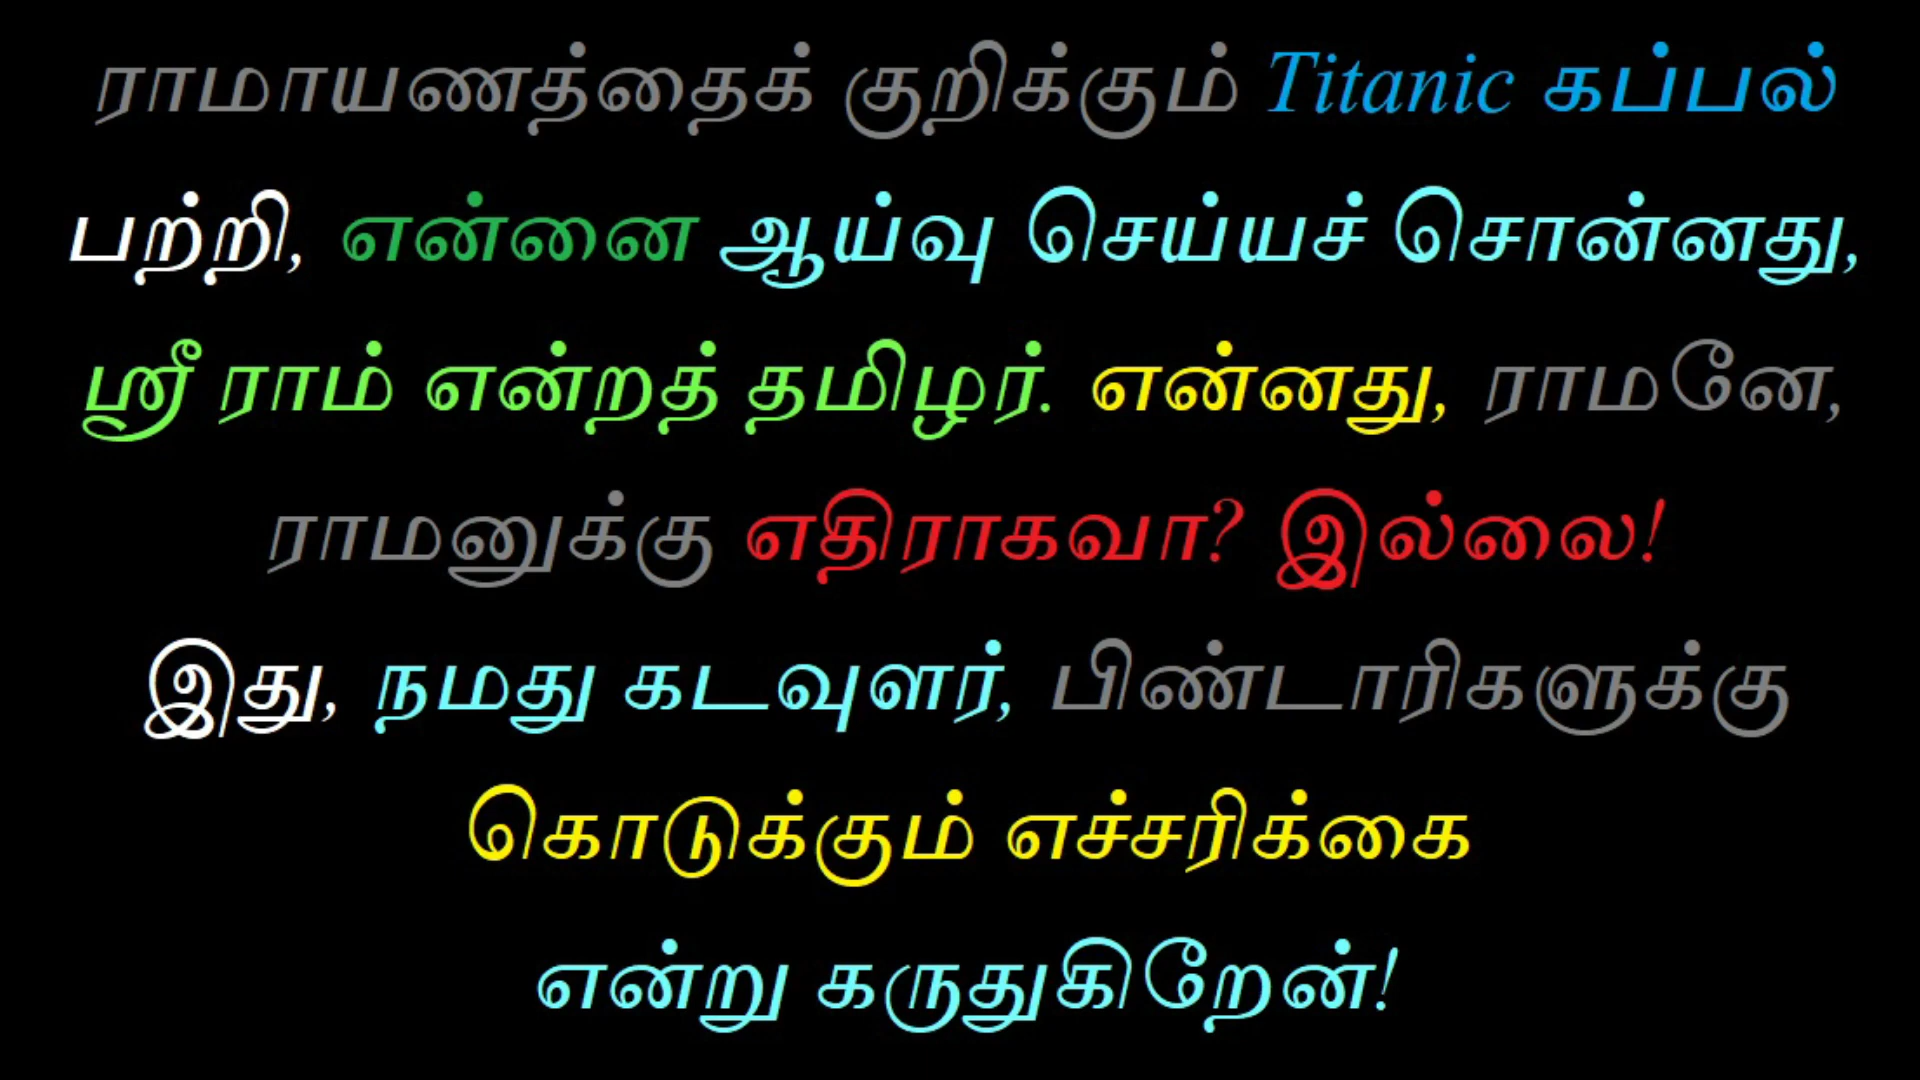 ராமாயணத்தைக் குறிக்கும் Titanic கப்பல்
பற்றி, என்னை ஆய்வு செய்யச் சொன்னது,
ஸ்ரீ ராம் என்றத் தமிழர். என்னது, ராமனே,
ராமனுக்கு எதிராகவா? இல்லை!
இது, நமது கடவுளர், பிண்டாரிகளுக்கு
கொடுக்கும் எச்சரிக்கை
என்று கருதுகிறேன்!